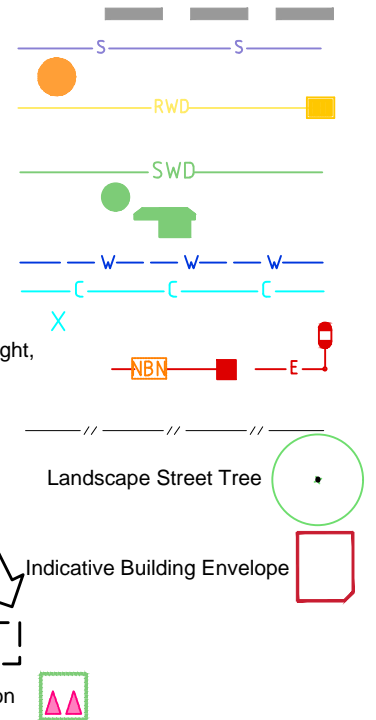 S S
RWD
SWD
W W W
C C C
X
ght,
NBN E
// // //
Landscape Street Tree
Indicative Building Envelope
on